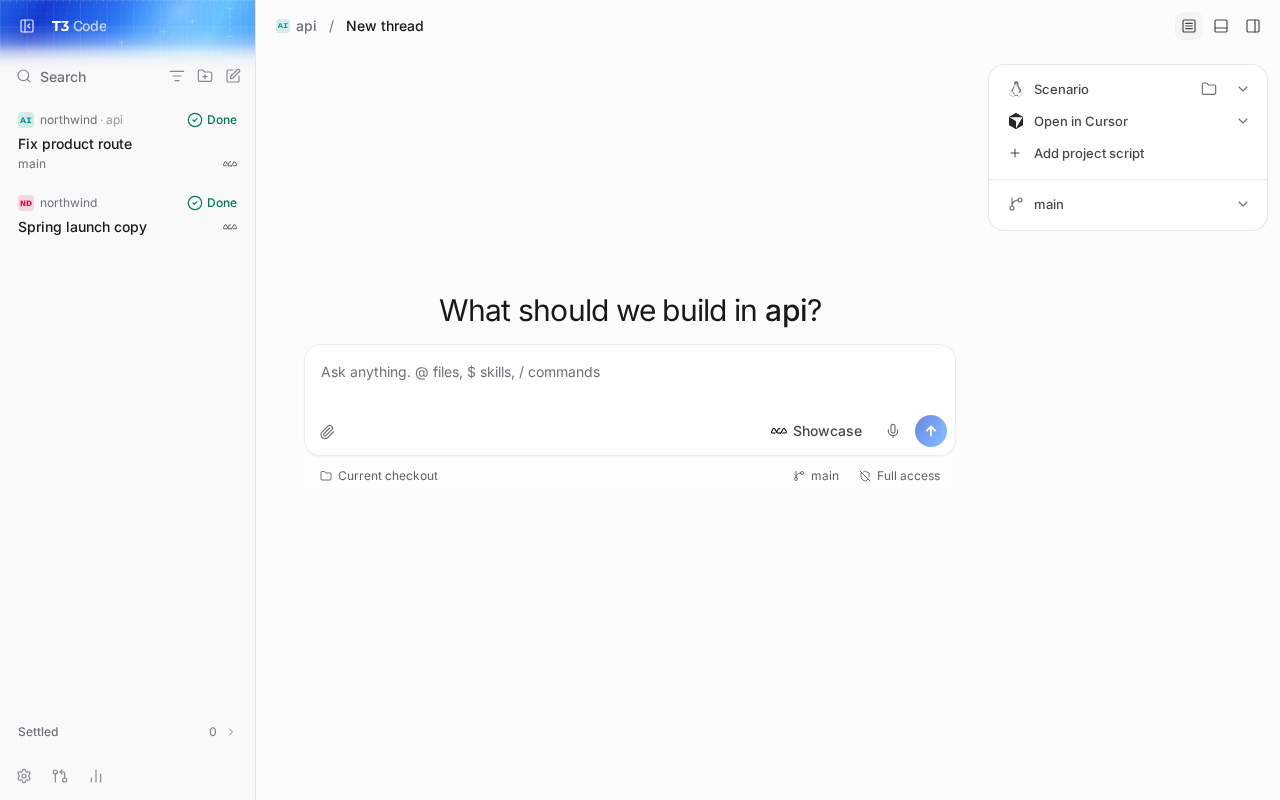 T3 Code
Search
AI northwind · api Done
Fix product route
main
ND northwind Done
Spring launch copy
Settled 0
AI api / New thread
Scenario
Open in Cursor
Add project script
main
What should we build in api?
Ask anything. @ files, $ skills, / commands
Showcase
Current checkout main Full access